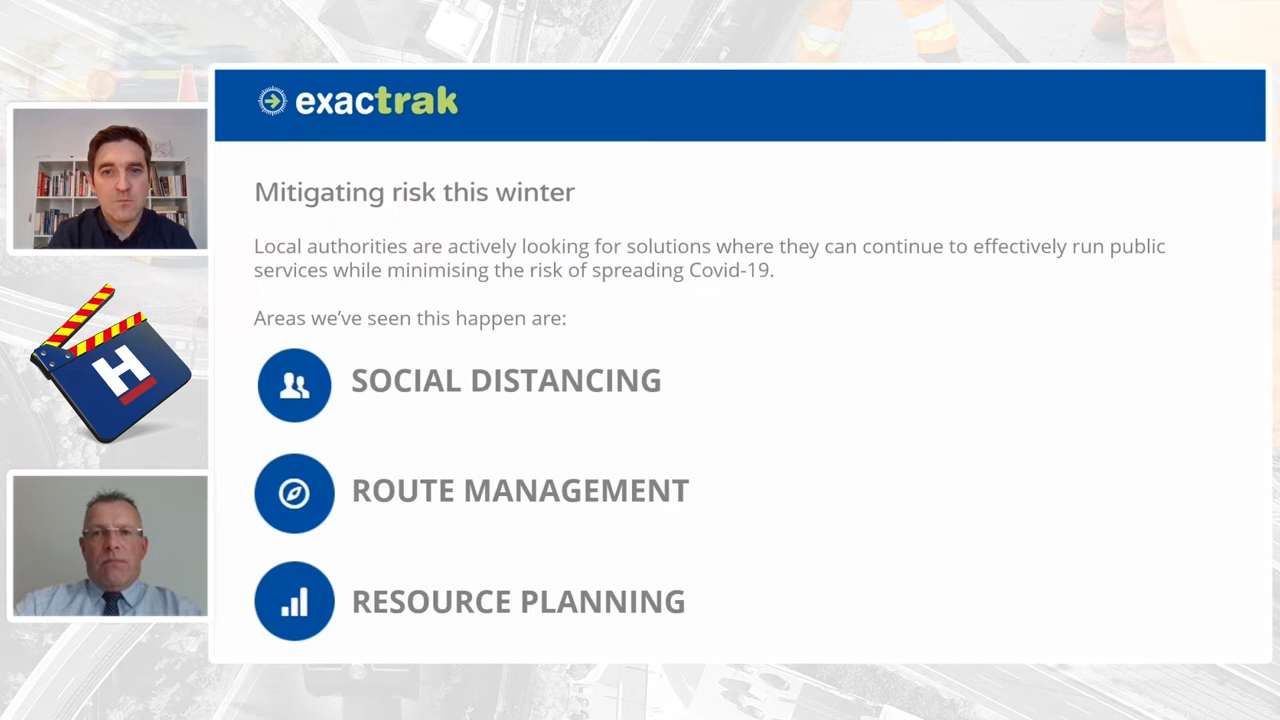 exactrak
Mitigating risk this winter
Local authorities are actively looking for solutions where they can continue to effectively run public
services while minimising the risk of spreading Covid-19.
Areas we've seen this happen are:
H
SOCIAL DISTANCING
ROUTE MANAGEMENT
RESOURCE PLANNING